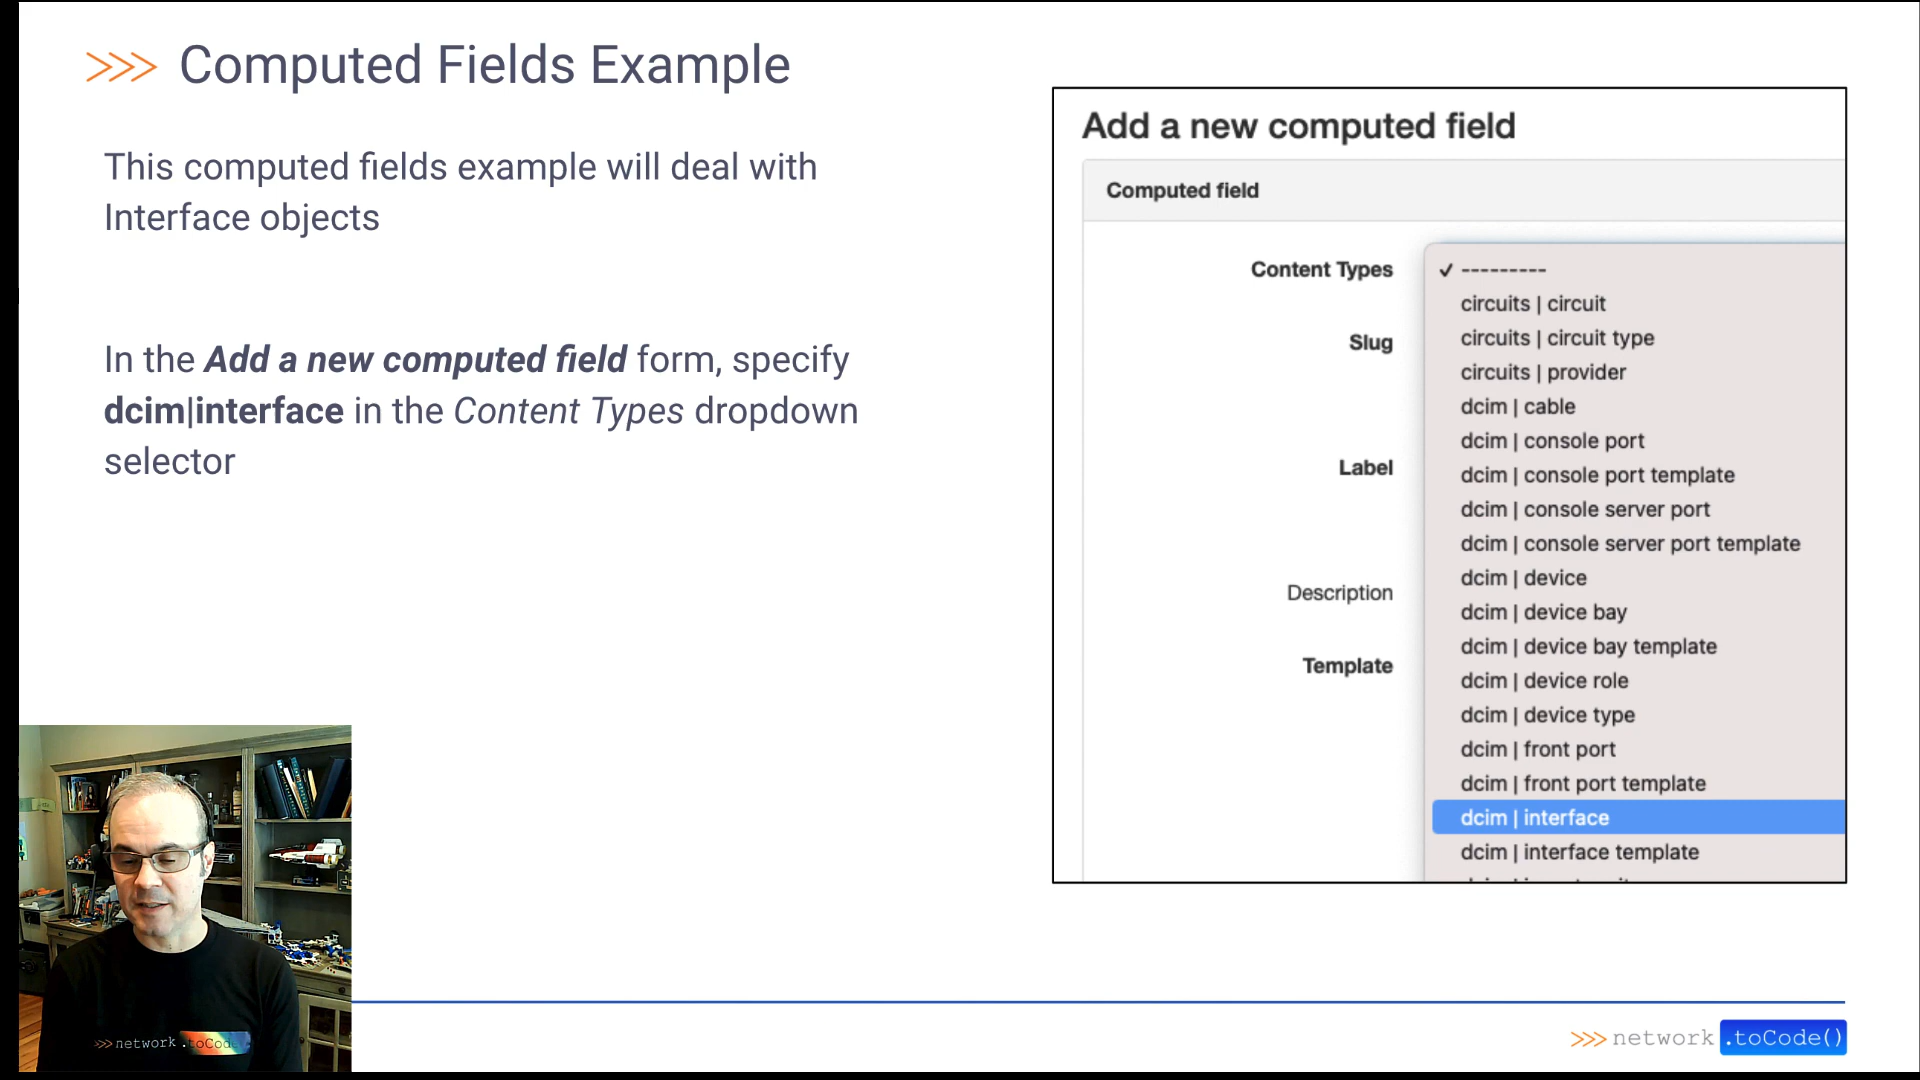 >>> Computed Fields Example
This computed fields example will deal with
Interface objects
In the Add a new computed field form, specify
dcim|interface in the Content Types dropdown
selector
Add a new computed field
Computed field
Content Types
Slug
Label
Description
Template
✓ ---------
circuits | circuit
circuits | circuit type
circuits | provider
dcim | cable
dcim | console port
dcim | console port template
dcim | console server port
dcim | console server port template
dcim | device
dcim | device bay
dcim | device bay template
dcim | device role
dcim | device type
dcim | front port
dcim | front port template
dcim | interface
dcim | interface template
>>>network.toCode
>>> network .toCode()